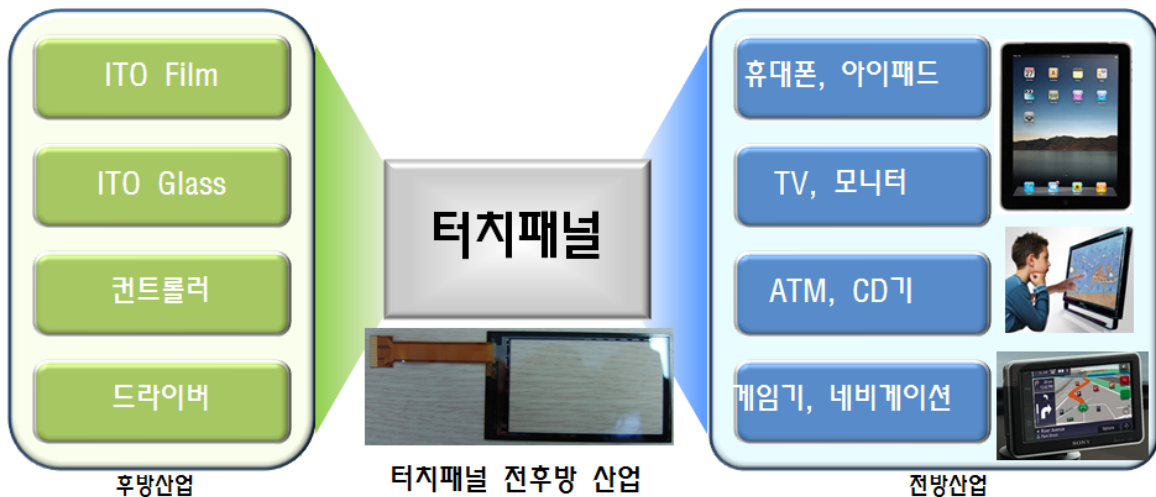 ITO Film
ITO Glass
컨트롤러
드라이버
후방산업
터치패널
터치패널 전후방 산업
휴대폰, 아이패드
TV, 모니터
ATM, CD기
게임기, 네비게이션
전방산업
SONY